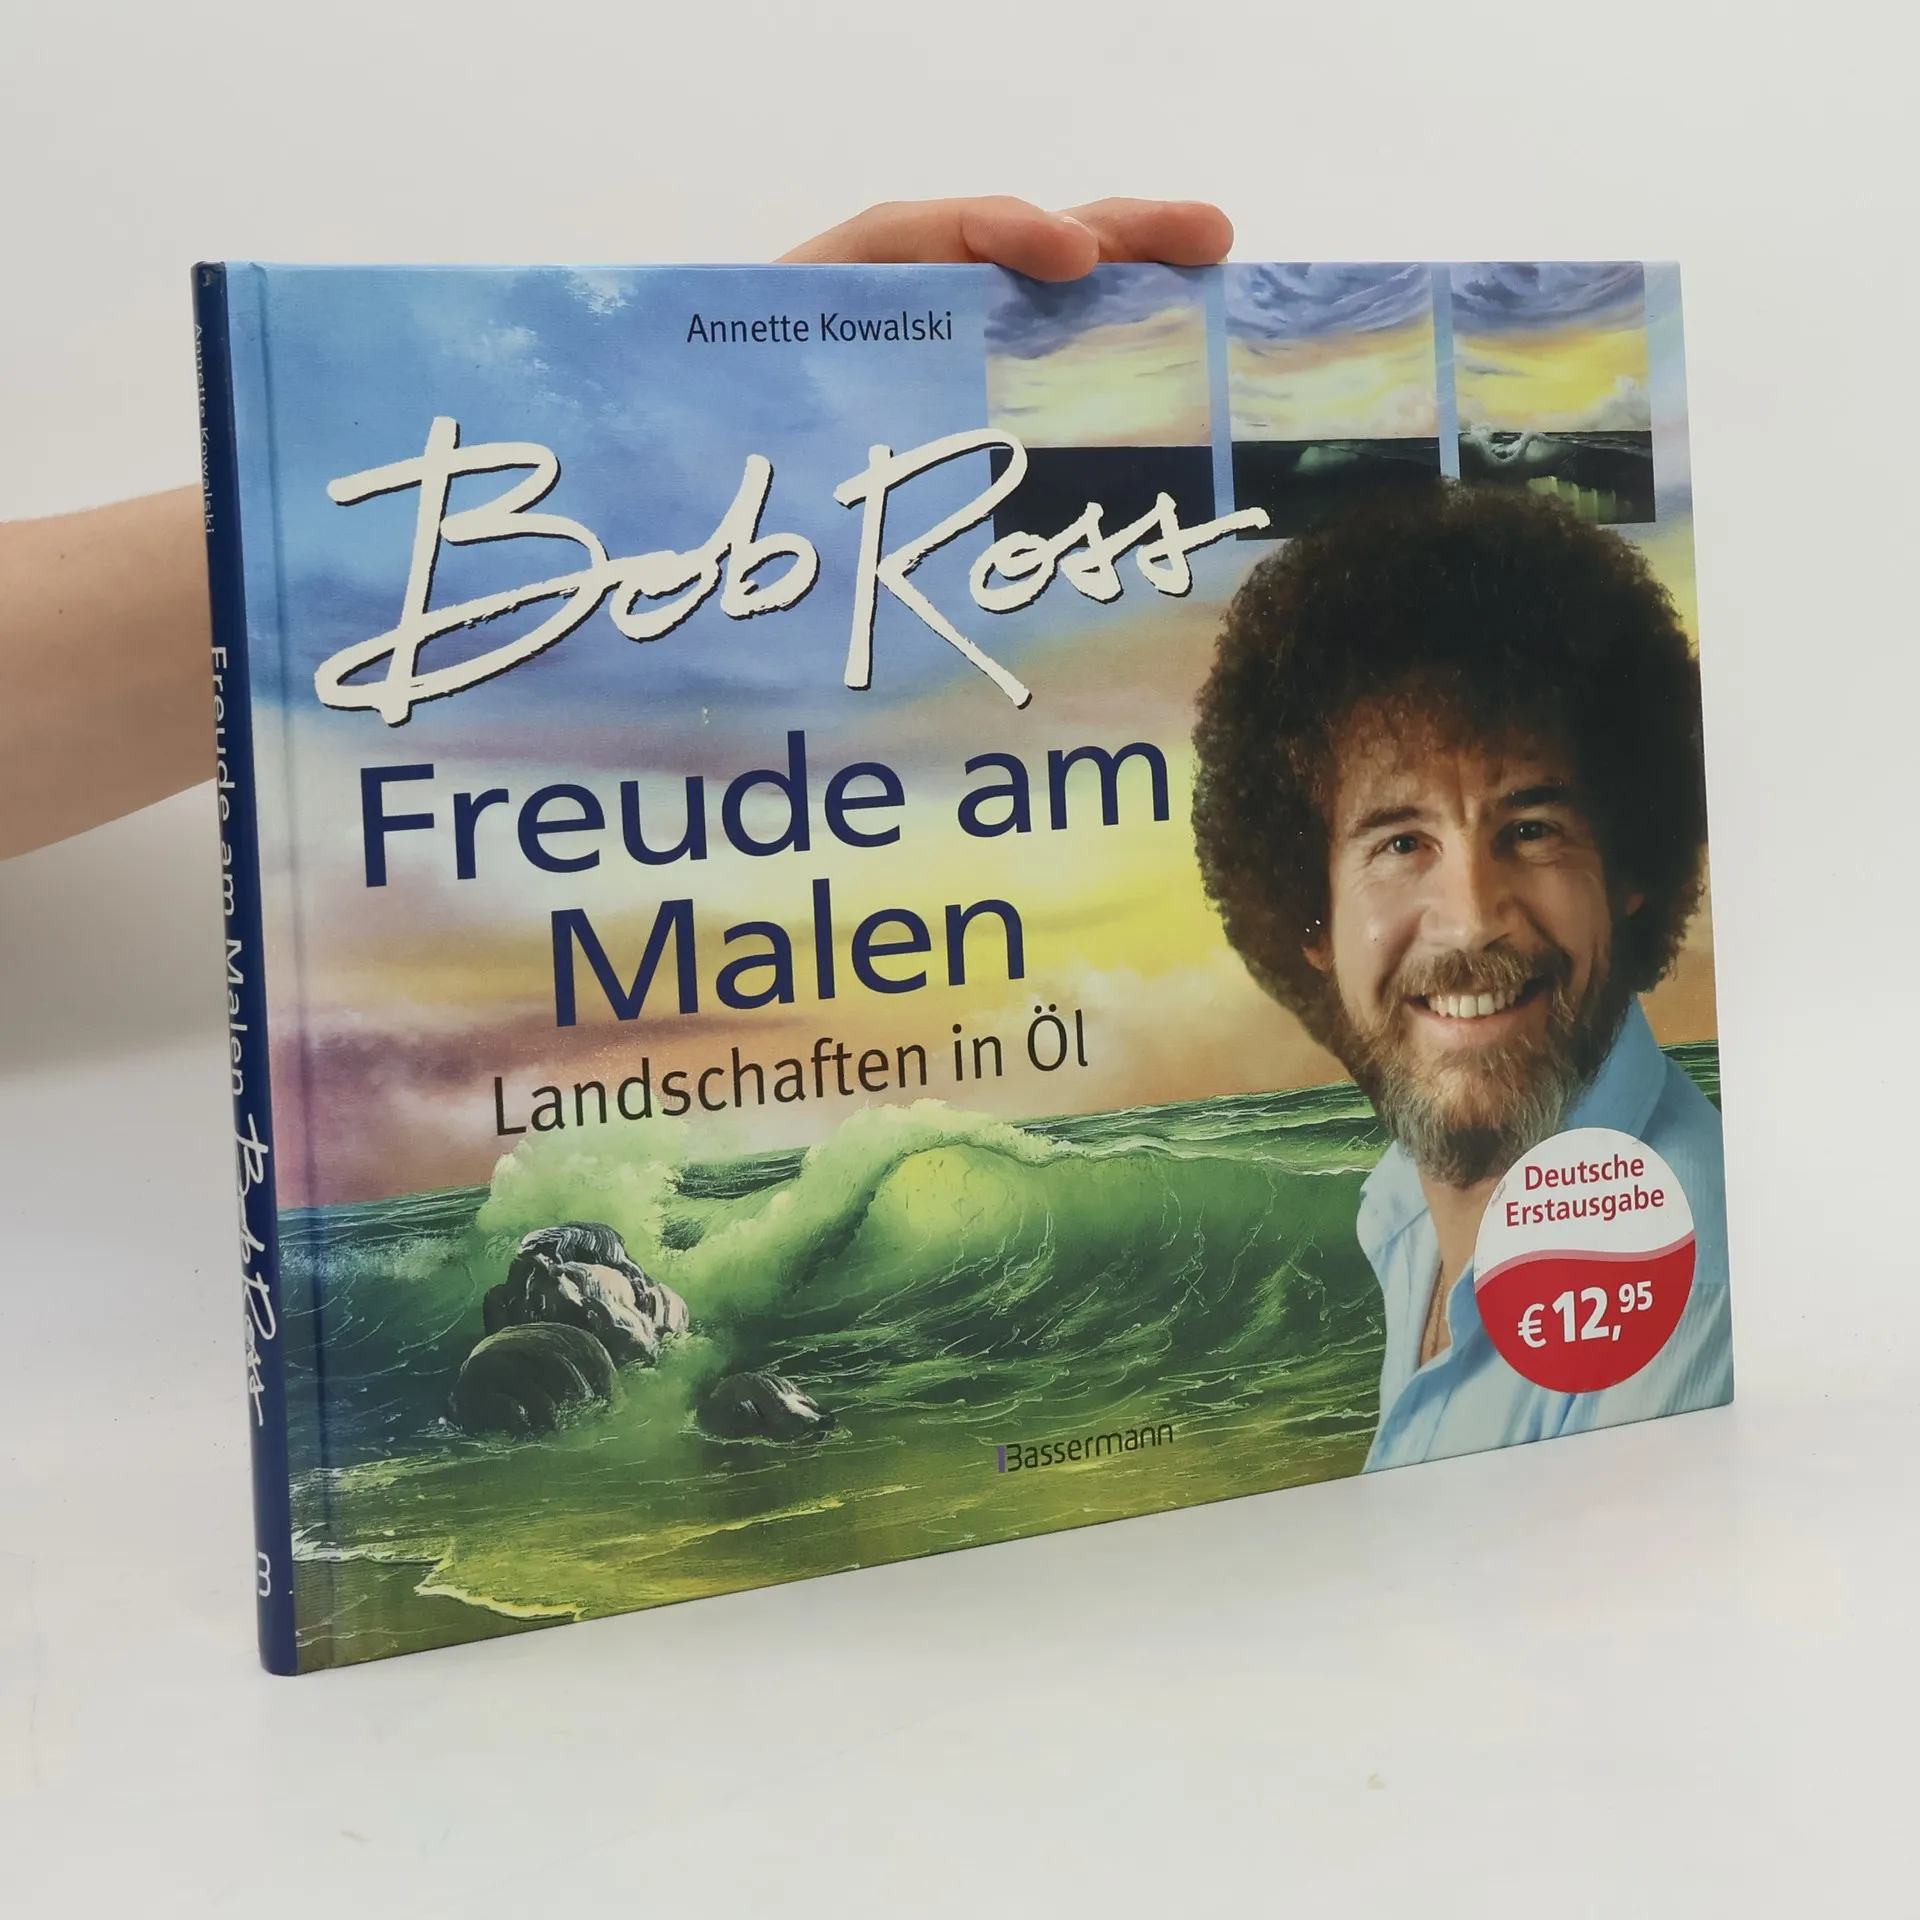 Annette Kowalski
Bob Ross
Freude am
Malen
Landschaften in Öl
Deutsche
Erstausgabe
€ 12,95
Bassermann
Annette Kowalski Freude am Malen Bob Ross